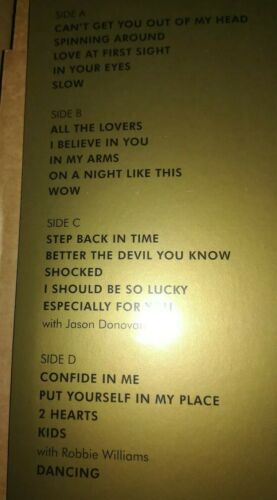 SIDE A
CAN'T GET YOU OUT OF MY HEAD
SPINNING AROUND
LOVE AT FIRST SIGHT
IN YOUR EYES
SLOW
SIDE B
ALL THE LOVERS
I BELIEVE IN YOU
IN MY ARMS
ON A NIGHT LIKE THIS
WOW
SIDE C
STEP BACK IN TIME
BETTER THE DEVIL YOU KNOW
SHOCKED
I SHOULD BE SO LUCKY
ESPECIALLY FOR YOU
with Jason Donovan
SIDE D
CONFIDE IN ME
PUT YOURSELF IN MY PLACE
2 HEARTS
KIDS
with Robbie Williams
DANCING